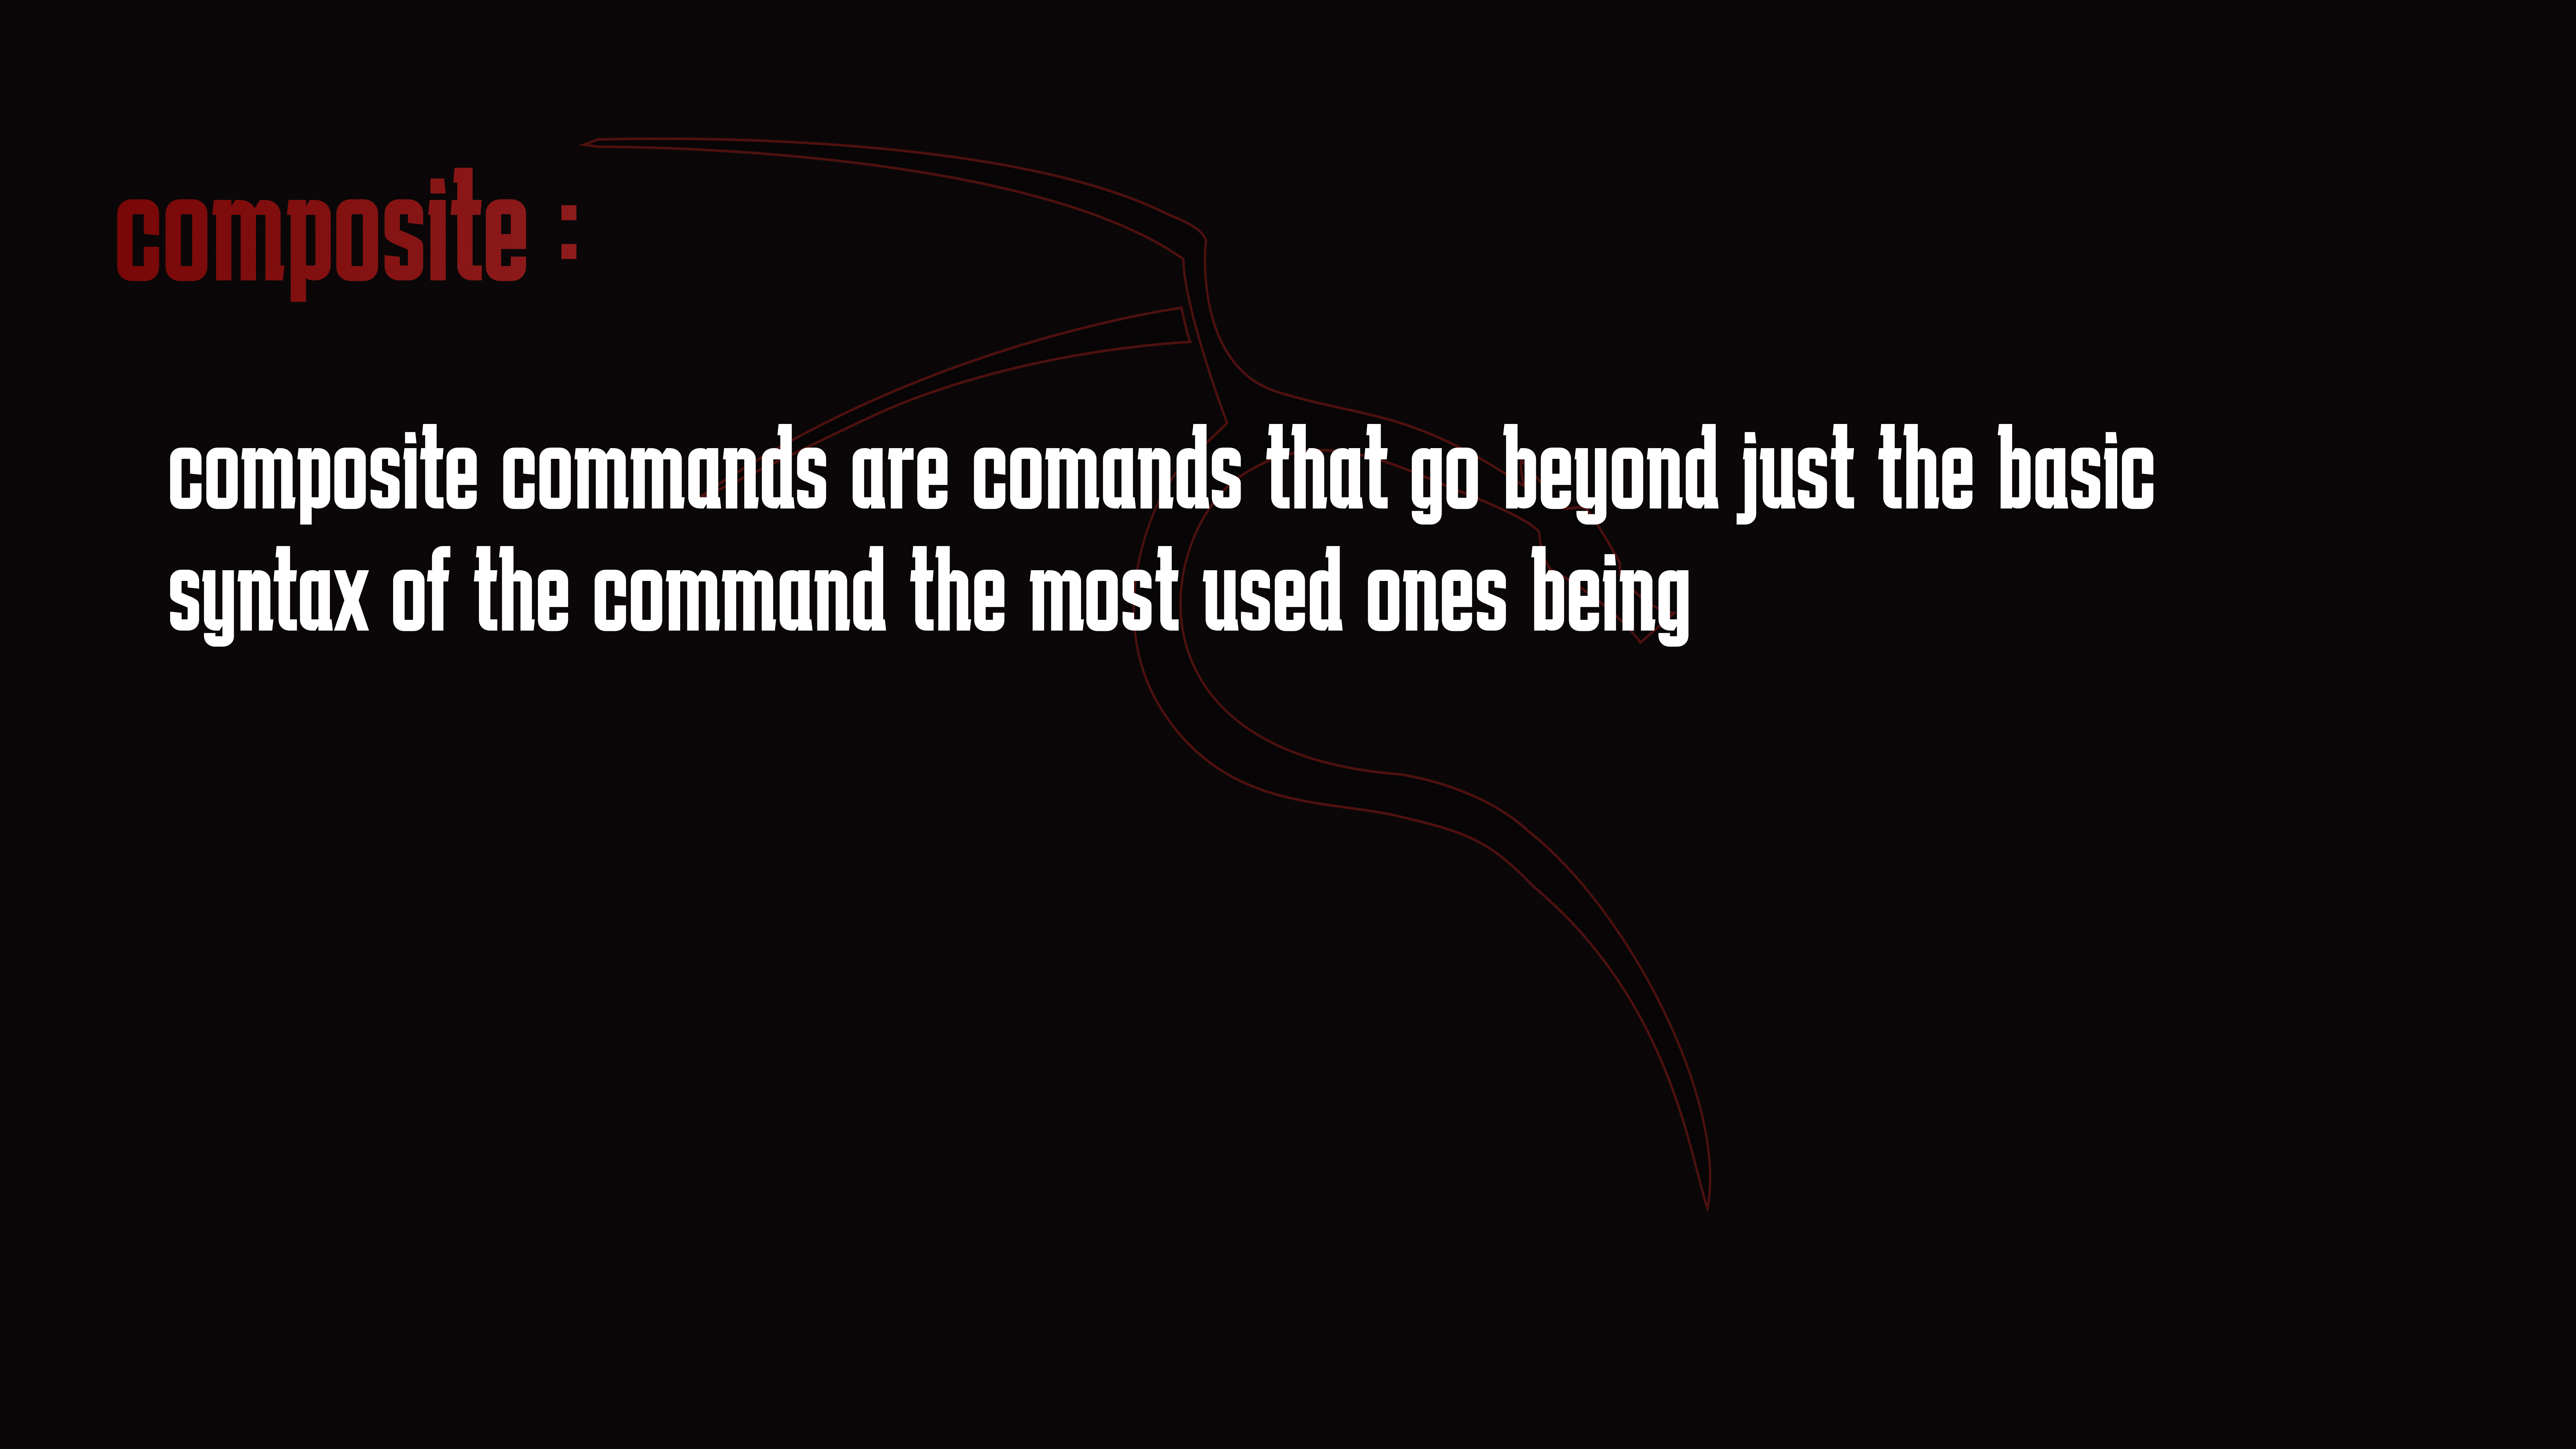 composite :
composite commands are comands that go beyond just the basic
syntax of the command the most used ones being